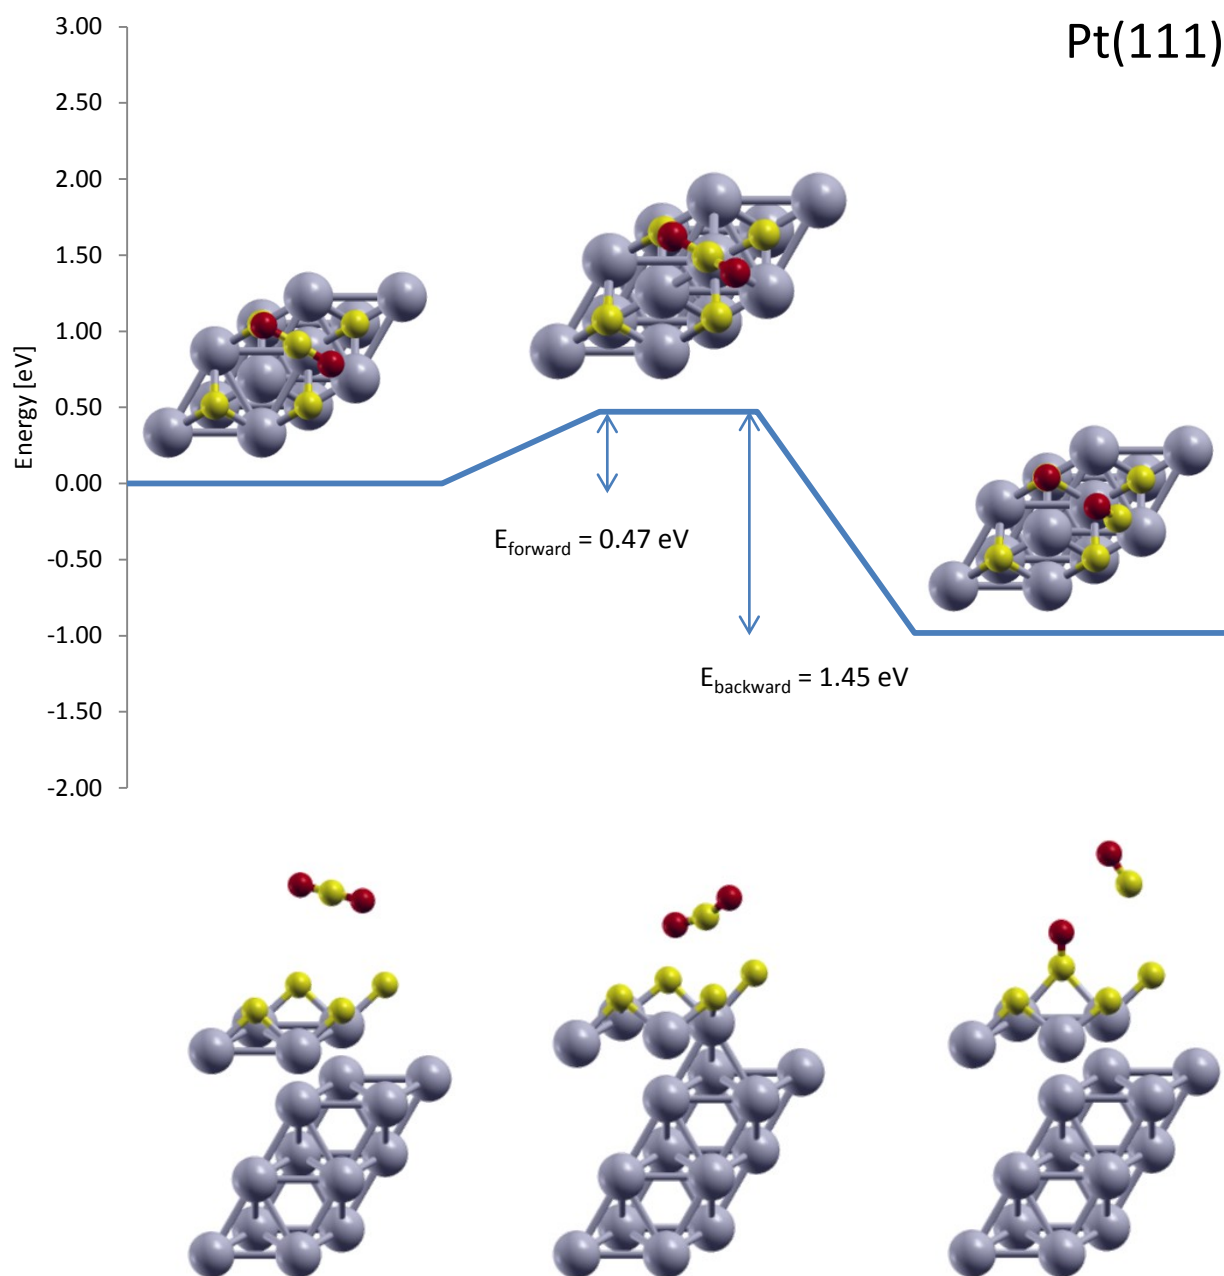 Pt(111)
3.00
2.50
2.00
1.50
1.00
0.50
0.00
-0.50
-1.00
-1.50
-2.00
Energy [eV]
E_forward = 0.47 eV
E_backward = 1.45 eV